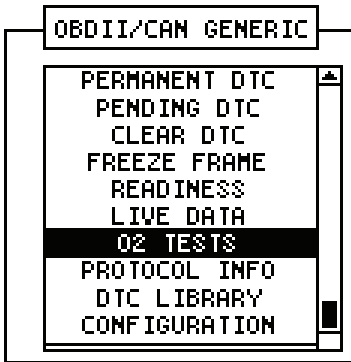 OBDII/CAN GENERIC
PERMANENT DTC
PENDING DTC
CLEAR DTC
FREEZE FRAME
READINESS
LIVE DATA
O2 TESTS
PROTOCOL INFO
DTC LIBRARY
CONFIGURATION